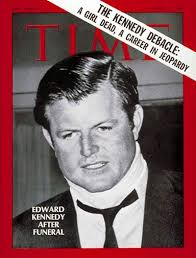 THE KENNEDY DEBACLE:
A GIRL DEAD, A CAREER IN JEOPARDY
TIME
EDWARD
KENNEDY
AFTER
FUNERAL